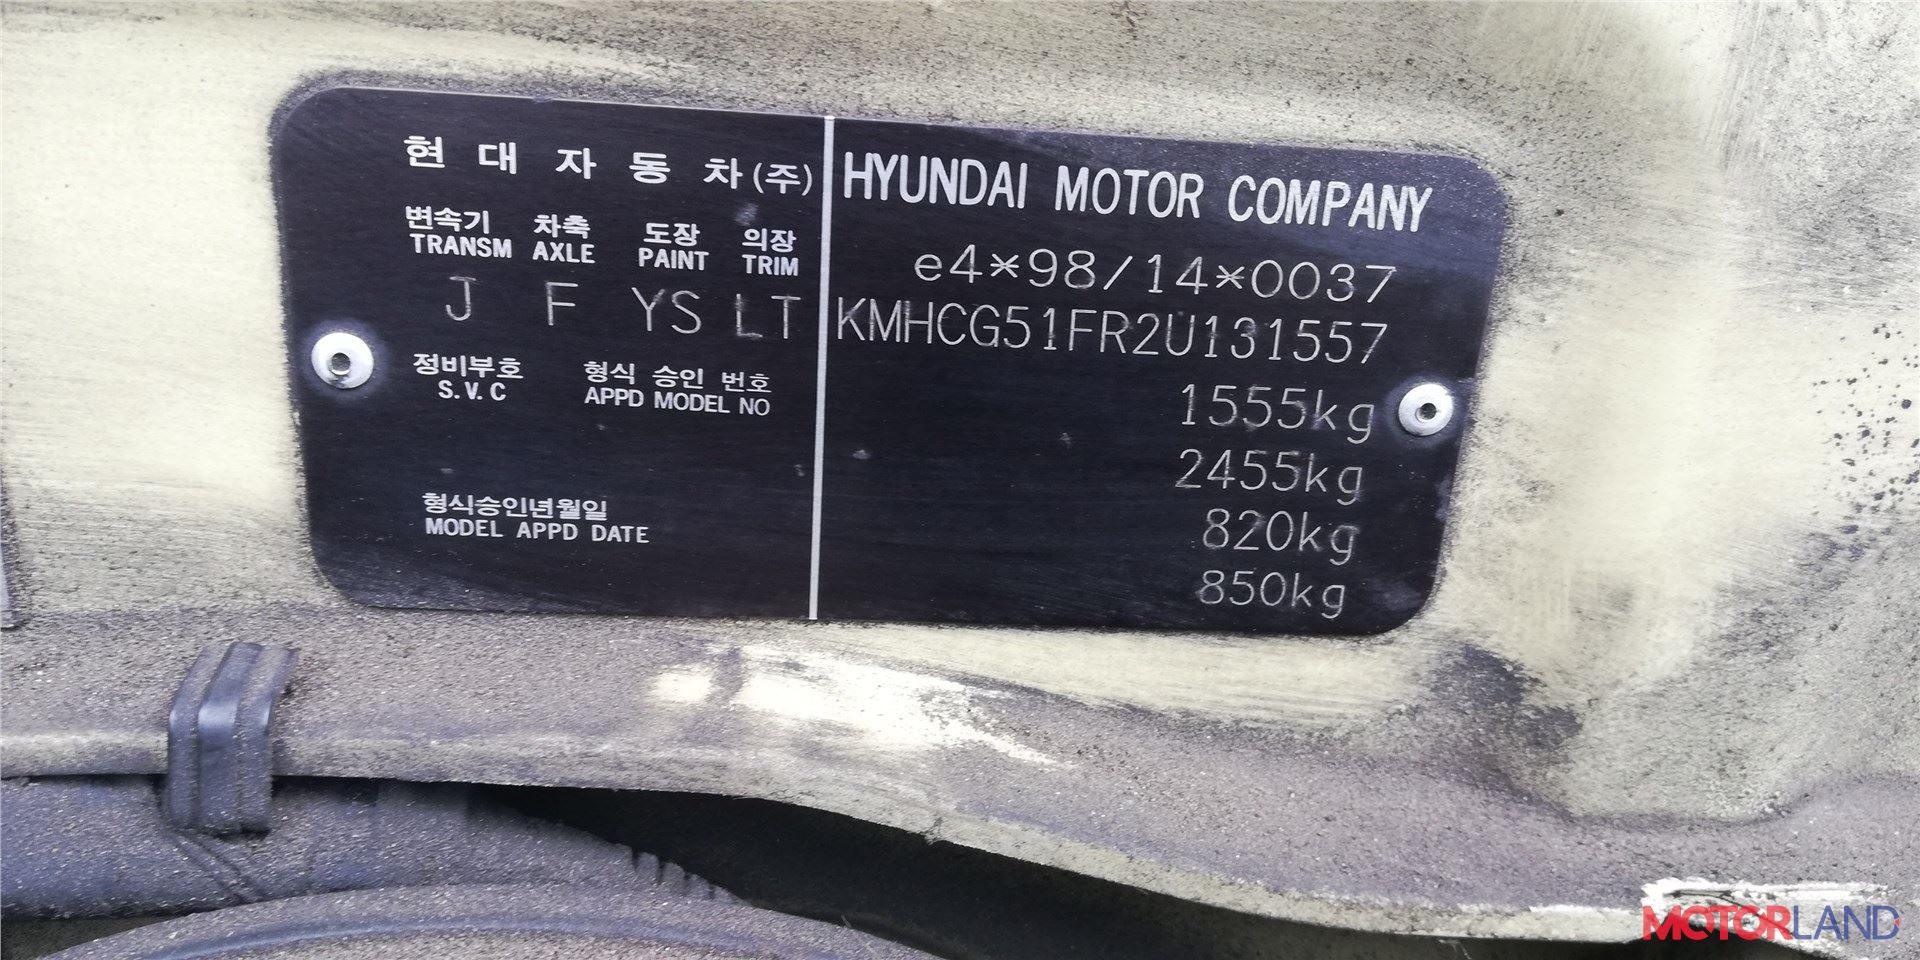 현대자동차(주)
변속기 차축 도장 의장
TRANSM AXLE PAINT TRIM
J F YS LT
정비부호 형식 승인 번호
S.V.C APPD MODEL NO
형식승인년월일
MODEL APPD DATE
HYUNDAI MOTOR COMPANY
e4*98/14*0037
KMHCG51FR2U131557
1555kg
2455kg
820kg
850kg
MOTORLAND